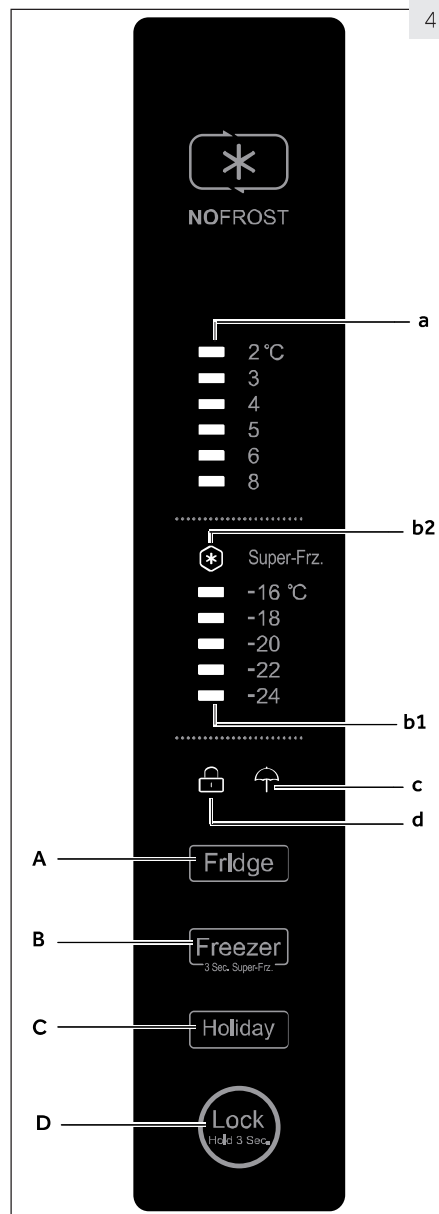 4
NOFROST
a
2 °C
3
4
5
6
8
b2
Super-Frz.
-16 °C
-18
-20
-22
-24
b1
c
d
A
Fridge
B
Freezer
3 Sec. Super-Frz.
C
Holiday
D
Lock
Hold 3 Sec.